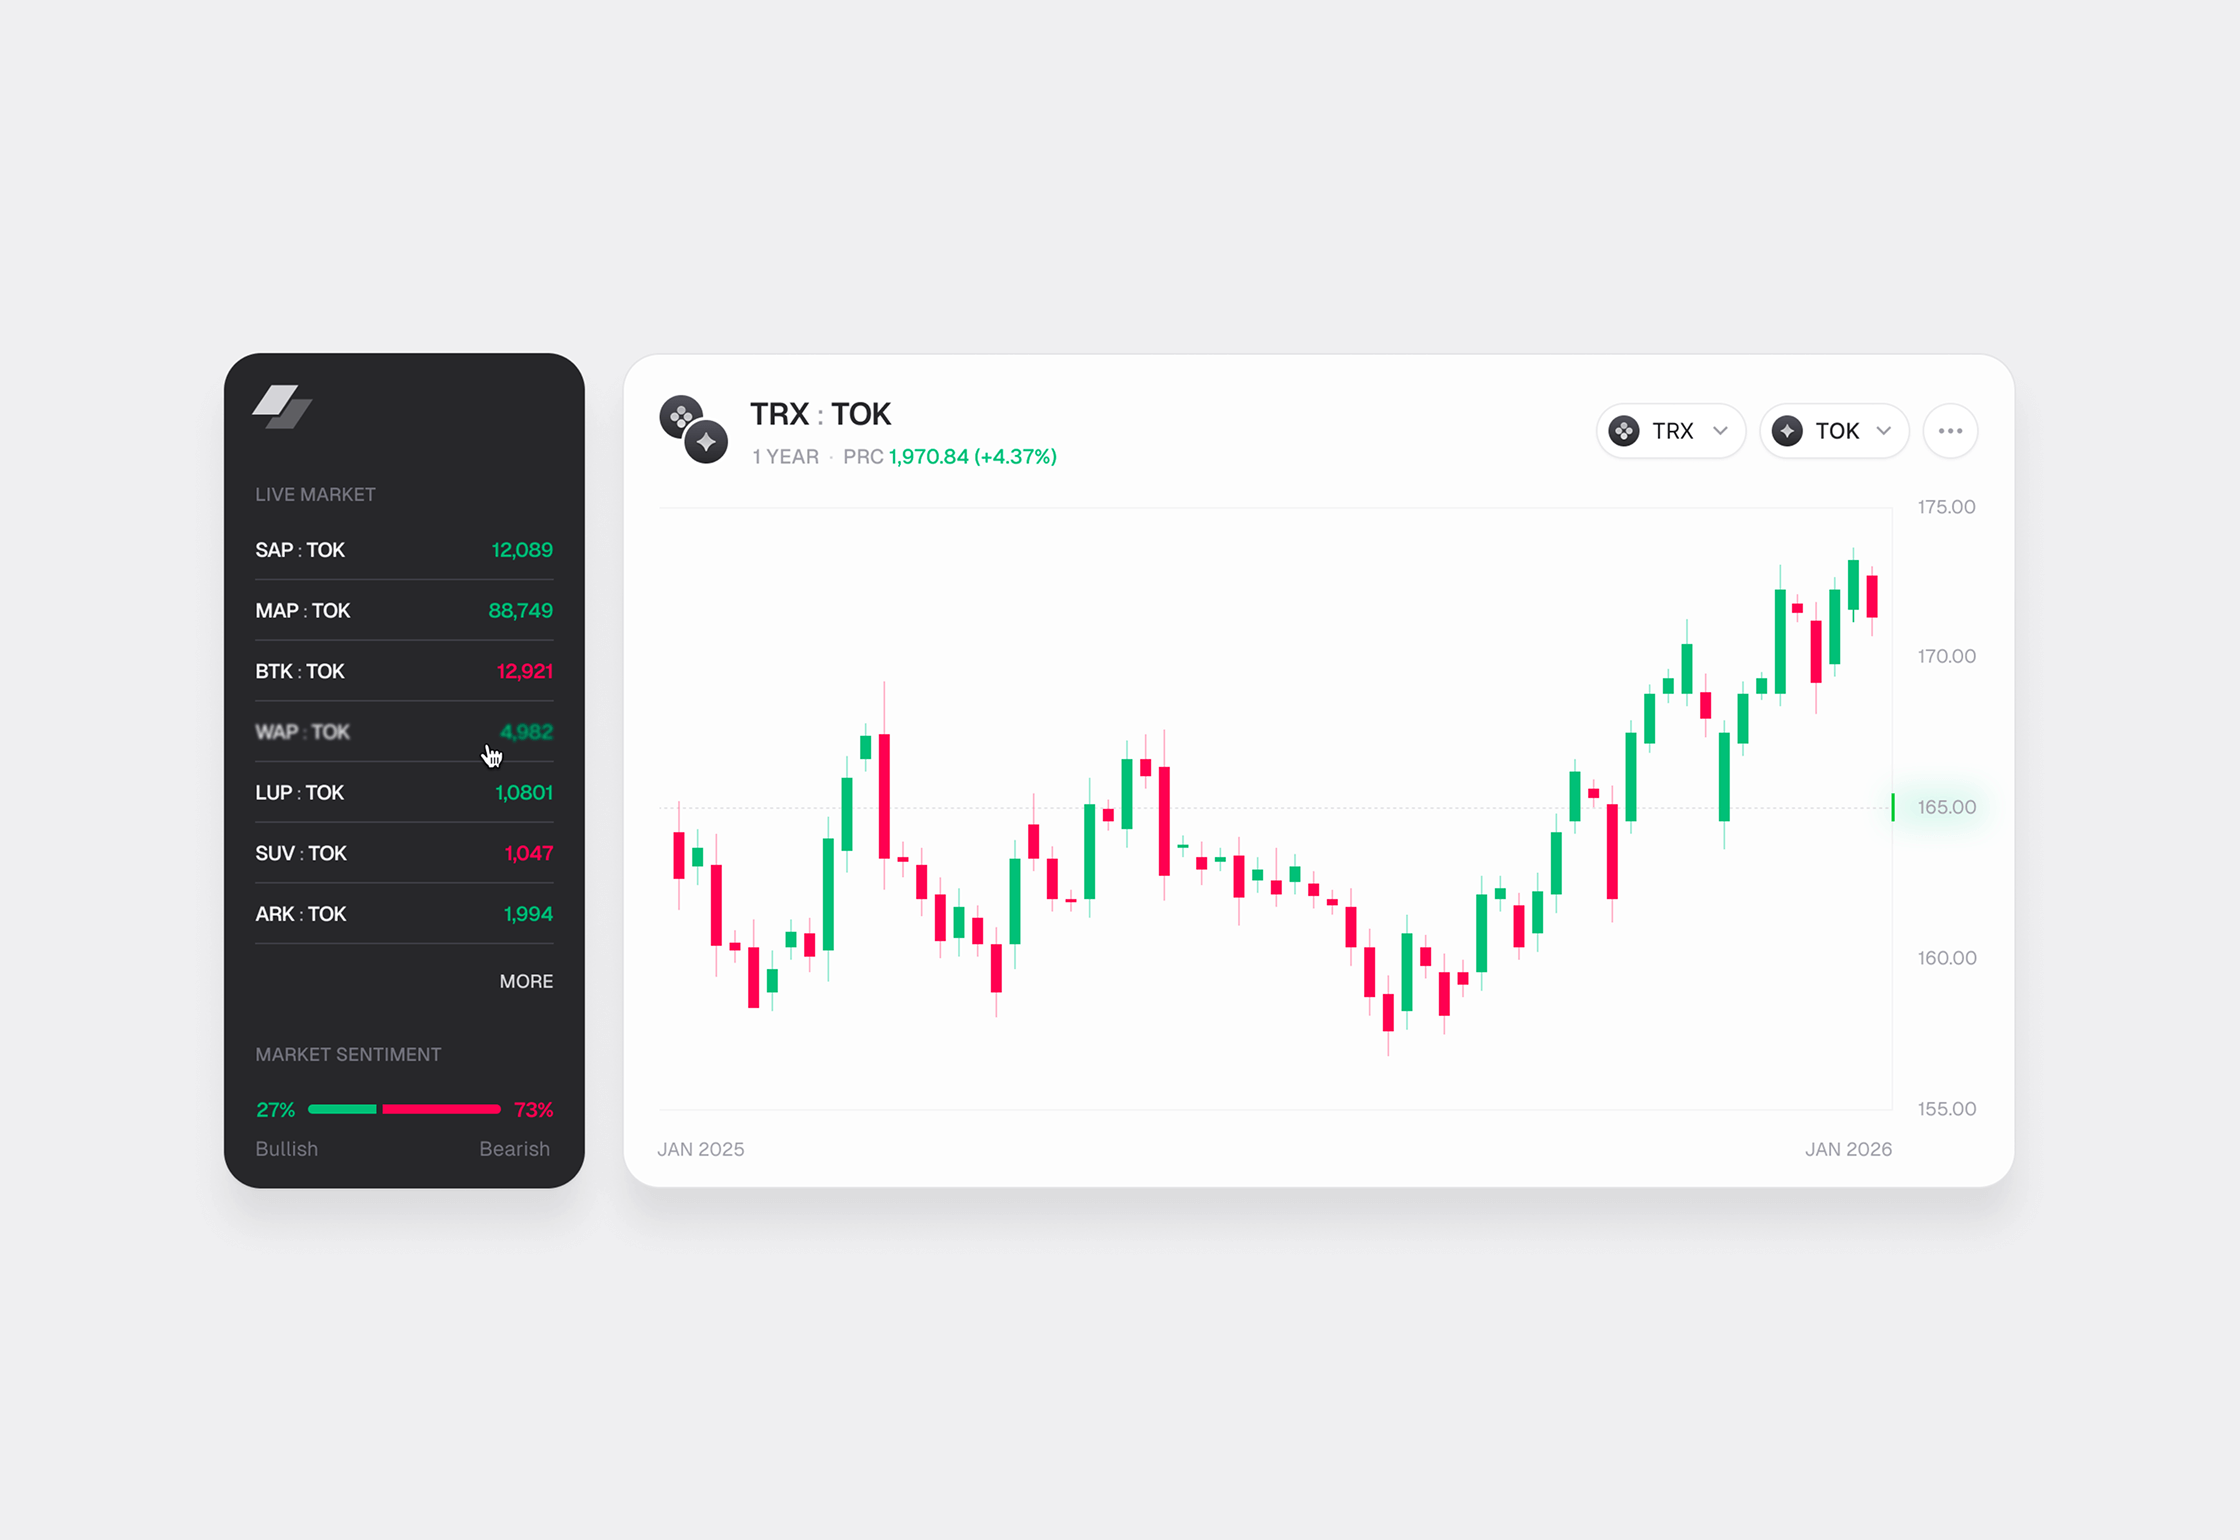 LIVE MARKET
SAP : TOK 12,089
MAP : TOK 88,749
BTK : TOK 12,921
WAP : TOK 4,982
LUP : TOK 1,0801
SUV : TOK 1,047
ARK : TOK 1,994
MORE
MARKET SENTIMENT
27% 73%
Bullish Bearish
TRX : TOK
1 YEAR · PRC 1,970.84 (+4.37%)
TRX
TOK
175.00
170.00
165.00
160.00
155.00
JAN 2025 JAN 2026